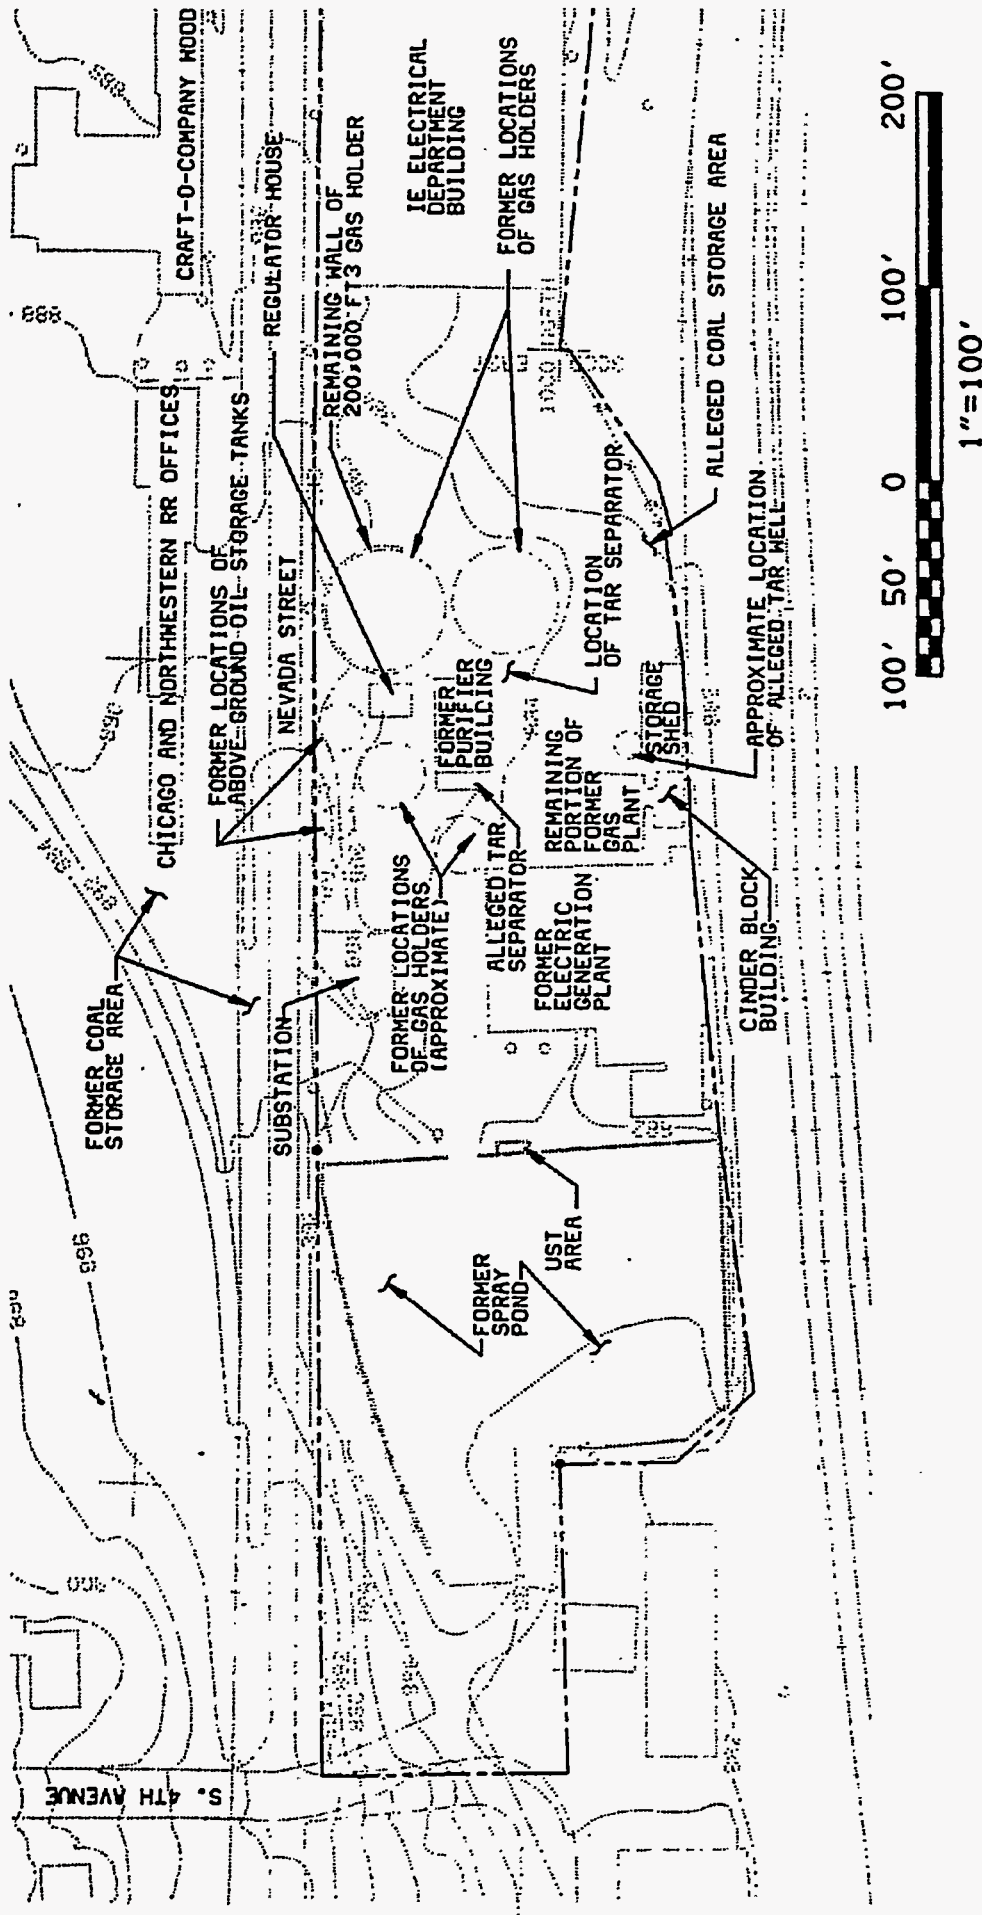 CRAFT-O-COMPANY WOOD
CHICAGO AND NORTHWESTERN RR OFFICES
FORMER LOCATIONS OF
ABOVE GROUND OIL STORAGE TANKS
NEVADA STREET
REGULATOR HOUSE
REMAINING WALL OF
200,000 FT3 GAS HOLDER
IE ELECTRICAL
DEPARTMENT
BUILDING
FORMER LOCATIONS
OF GAS HOLDERS
FORMER COAL
STORAGE AREA
SUBSTATION
FORMER LOCATIONS
OF GAS HOLDERS
(APPROXIMATE)
FORMER
PURIFIER
BUILDING
ALLEGED TAR
SEPARATOR
LOCATION
OF TAR SEPARATOR
FORMER
ELECTRIC
GENERATION
PLANT
REMAINING
PORTION OF
FORMER
GAS
PLANT
STORAGE
SHED
ALLEGED COAL STORAGE AREA
APPROXIMATE LOCATION
OF ALLEGED TAR WELL
CINDER BLOCK
BUILDING
UST
AREA
FORMER
SPRAY
POND
S. 4TH AVENUE
888
890
896
100' 50' 0 100' 200'
1"=100'